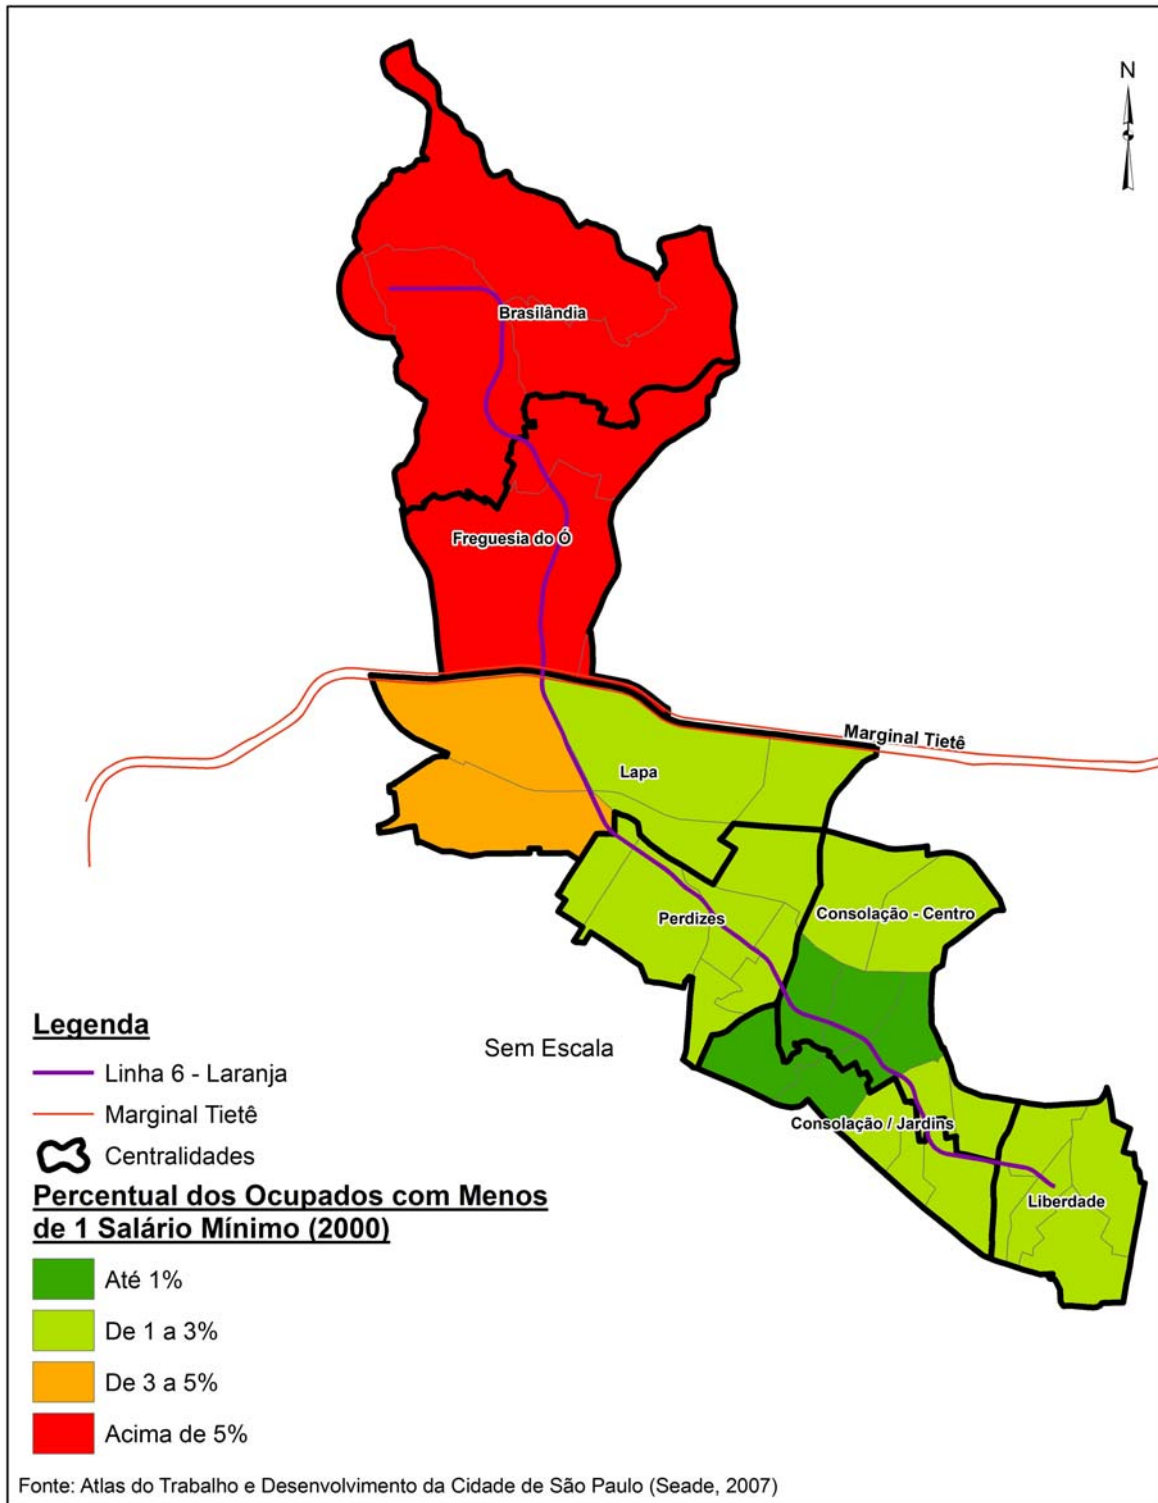 N
Brasilândia
Freguesia do Ó
Marginal Tietê
Lapa
Perdizes
Consolação - Centro
Legenda
Sem Escala
Linha 6 - Laranja
Marginal Tietê
Consolação / Jardins
Centralidades
Liberdade
Percentual dos Ocupados com Menos
de 1 Salário Mínimo (2000)
Até 1%
De 1 a 3%
De 3 a 5%
Acima de 5%
Fonte: Atlas do Trabalho e Desenvolvimento da Cidade de São Paulo (Seade, 2007)